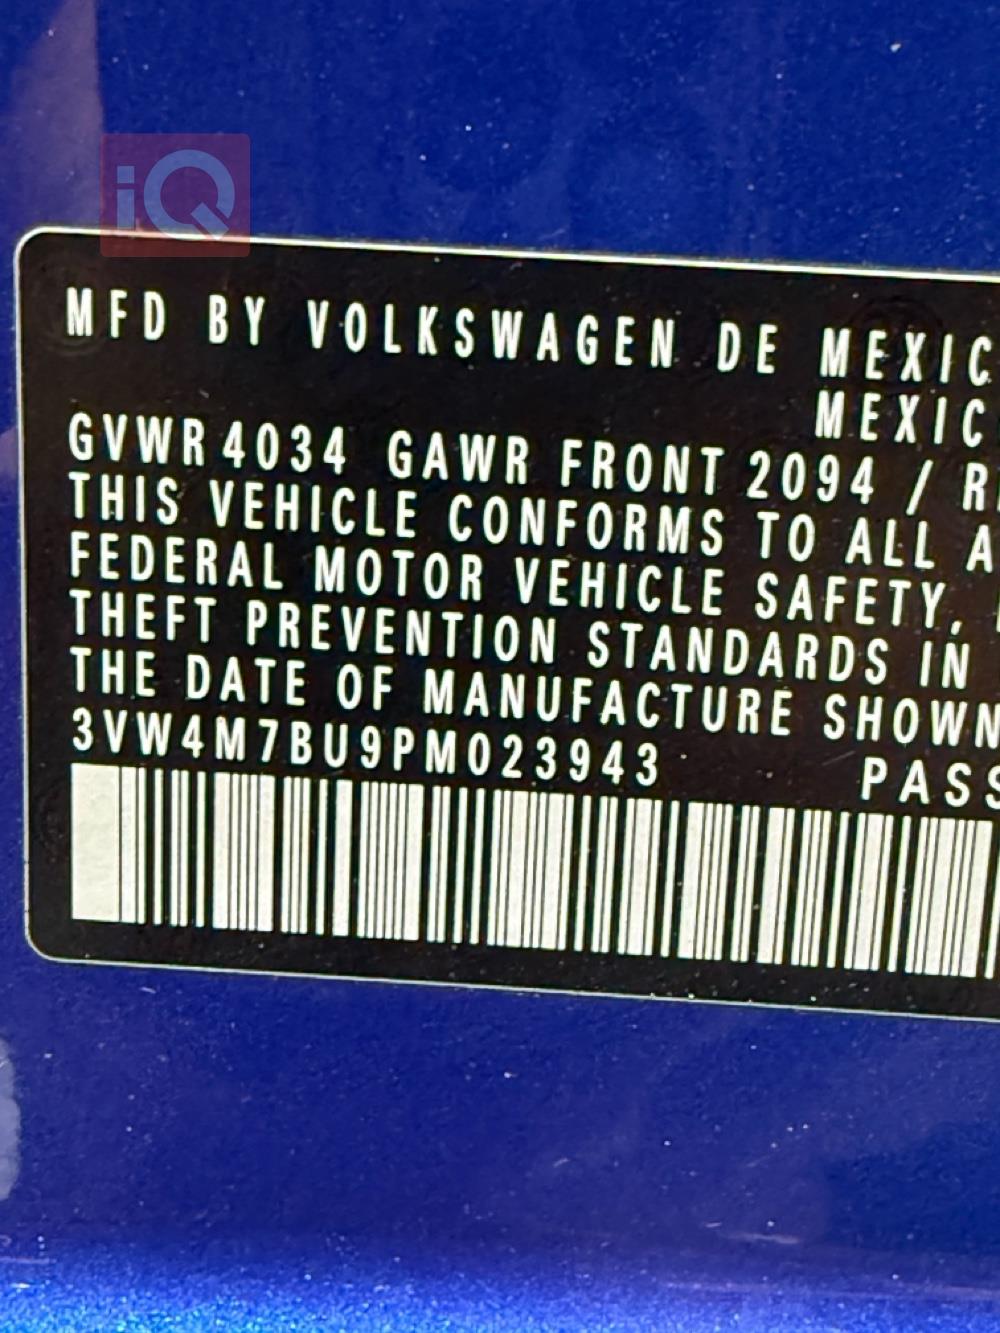 iQ
MFD BY VOLKSWAGEN DE MEXIC
MEXIC
GVWR 4034 GAWR FRONT 2094 / R
THIS VEHICLE CONFORMS TO ALL A
FEDERAL MOTOR VEHICLE SAFETY,
THEFT PREVENTION STANDARDS IN
THE DATE OF MANUFACTURE SHOWN
3VW4M7BU9PM023943 PASS